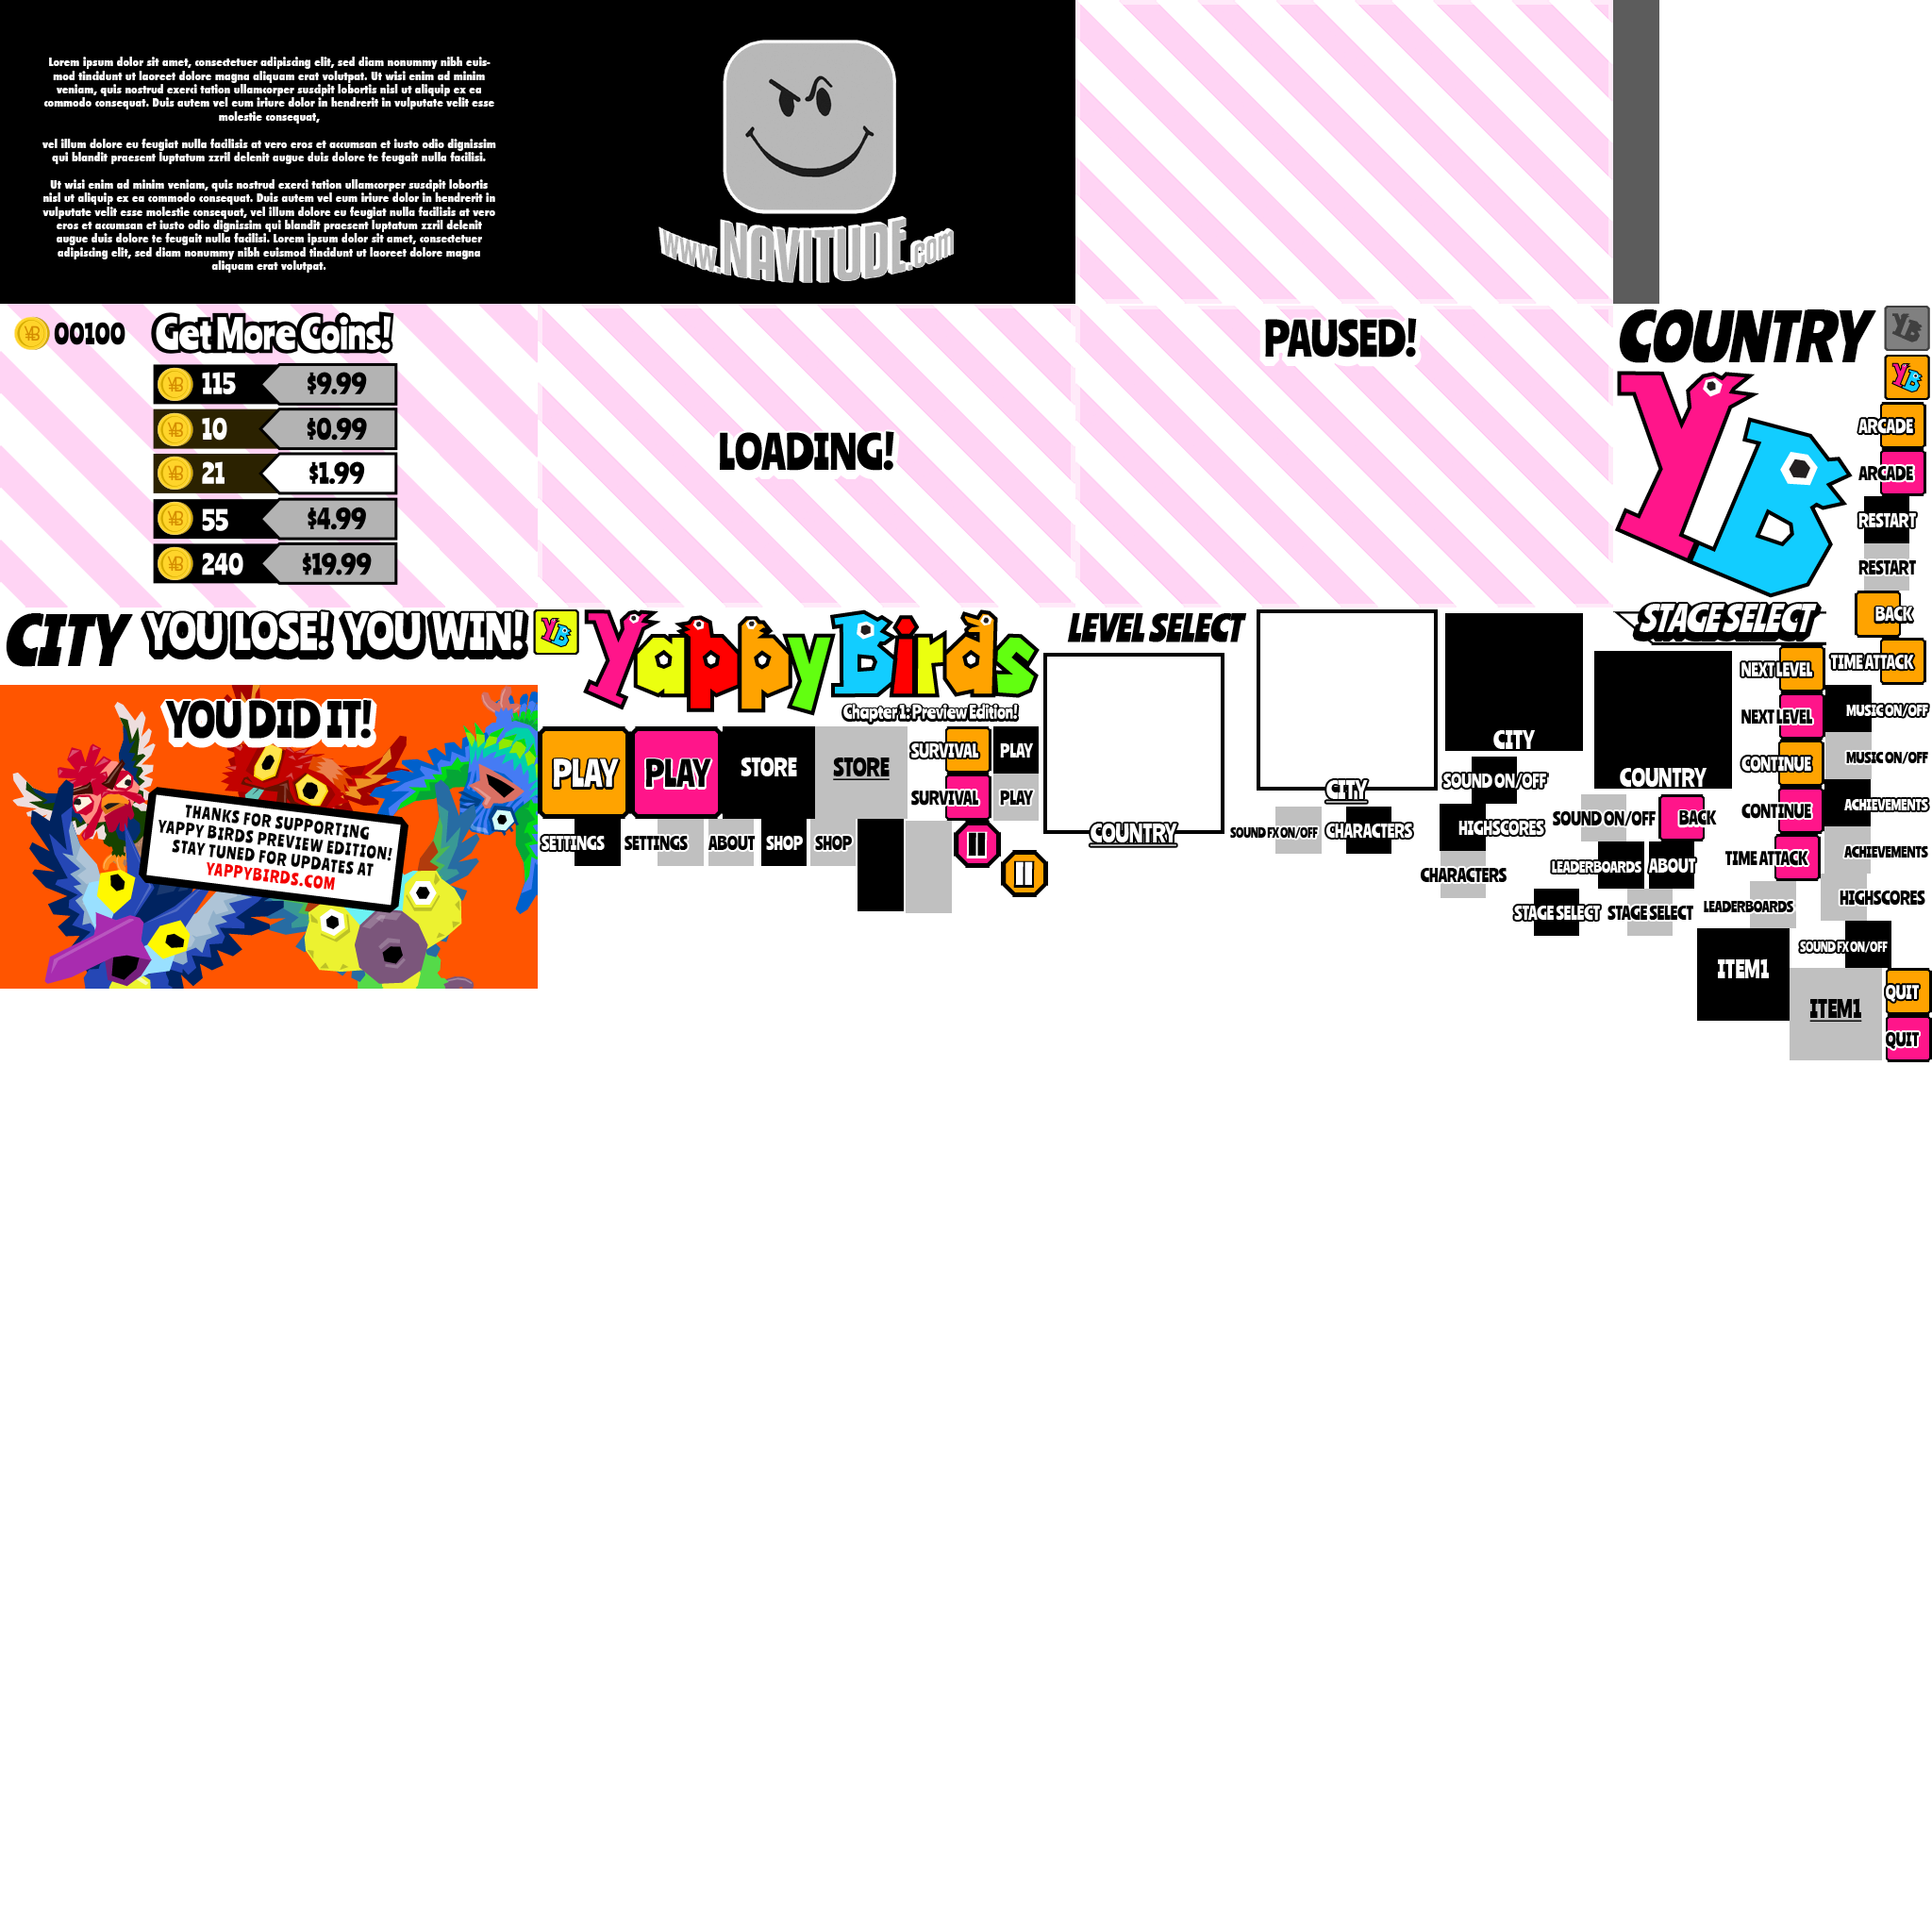 Lorem ipsum dolor sit amet, consectetuer adipiscing elit, sed diam nonummy nibh euis-
mod tincidunt ut laoreet dolore magna aliquam erat volutpat. Ut wisi enim ad minim
veniam, quis nostrud exerci tation ullamcorper suscipit lobortis nisl ut aliquip ex ea
commodo consequat. Duis autem vel eum iriure dolor in hendrerit in vulputate velit esse
molestie consequat,
vel illum dolore eu feugiat nulla facilisis at vero eros et accumsan et iusto odio dignissim
qui blandit praesent luptatum zzril delenit augue duis dolore te feugait nulla facilisi.
Ut wisi enim ad minim veniam, quis nostrud exerci tation ullamcorper suscipit lobortis
nisl ut aliquip ex ea commodo consequat. Duis autem vel eum iriure dolor in hendrerit in
vulputate velit esse molestie consequat, vel illum dolore eu feugiat nulla facilisis at vero
eros et accumsan et iusto odio dignissim qui blandit praesent luptatum zzril delenit
augue duis dolore te feugait nulla facilisi. Lorem ipsum dolor sit amet, consectetuer
adipiscing elit, sed diam nonummy nibh euismod tincidunt ut laoreet dolore magna
aliquam erat volutpat.
www.NAVITUDE.com
00100
Get More Coins!
115 $9.99
10 $0.99
21 $1.99
55 $4.99
240 $19.99
LOADING!
PAUSED!
COUNTRY
YB
YB
YB
ARCADE
ARCADE
RESTART
RESTART
CITY
YOU LOSE!
YOU WIN!
YB
YappyBirds
Chapter 1: Preview Edition!
LEVEL SELECT
COUNTRY
CITY
CITY
COUNTRY
STAGE SELECT
BACK
TIME ATTACK
NEXT LEVEL
NEXT LEVEL
CONTINUE
CONTINUE
TIME ATTACK
MUSIC ON/OFF
MUSIC ON/OFF
ACHIEVEMENTS
ACHIEVEMENTS
HIGHSCORES
YOU DID IT!
THANKS FOR SUPPORTING
YAPPY BIRDS PREVIEW EDITION!
STAY TUNED FOR UPDATES AT
YAPPYBIRDS.COM
PLAY
PLAY
STORE
STORE
SURVIVAL
SURVIVAL
PLAY
PLAY
SETTINGS
SETTINGS
ABOUT
SHOP
SHOP
SOUND FX ON/OFF
CHARACTERS
SOUND ON/OFF
HIGHSCORES
CHARACTERS
SOUND ON/OFF
BACK
LEADERBOARDS
ABOUT
STAGE SELECT
STAGE SELECT
LEADERBOARDS
SOUND FX ON/OFF
ITEM1
ITEM1
QUIT
QUIT